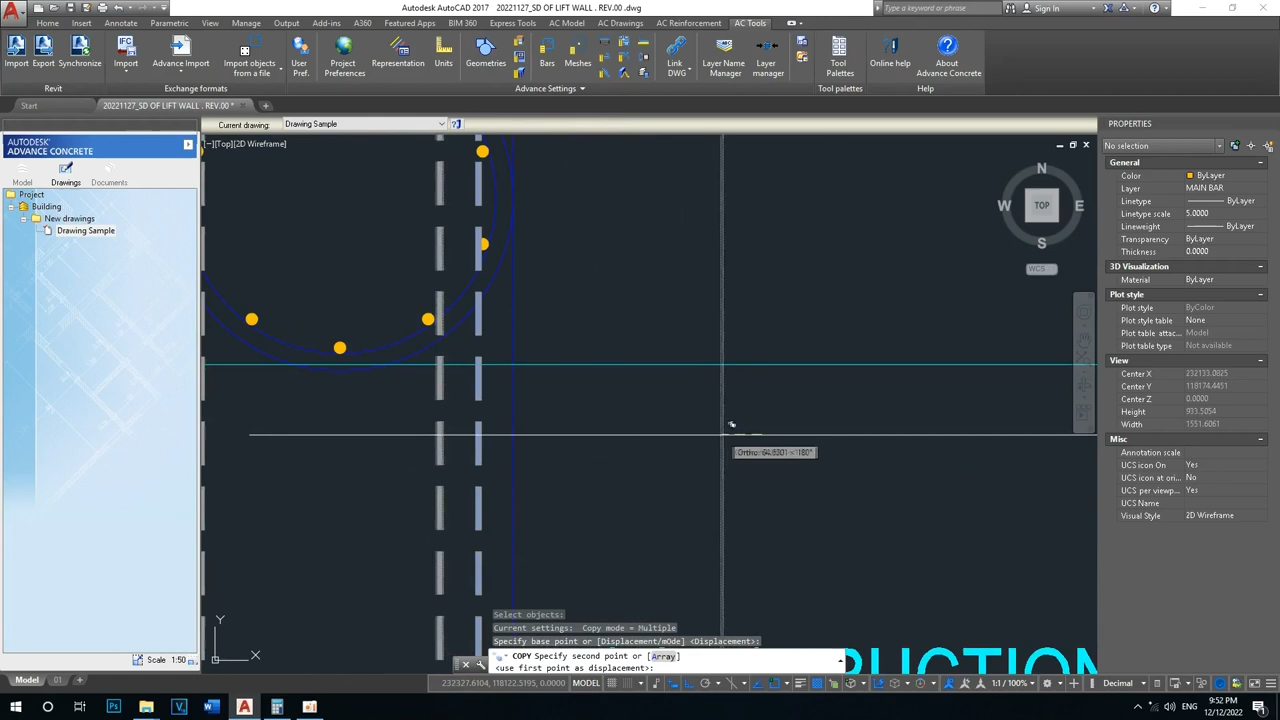 Autodesk AutoCAD 2017   20221127_SD OF LIFT WALL . REV.00 .dwg
Type a keyword or phrase
Sign In
Home Insert Annotate Parametric View Manage Output Add-ins A360 Featured Apps BIM 360 Express Tools AC Model AC Drawings AC Reinforcement AC Tools
Import Export Synchronize
Import
Advance Import
Import objects
from a file
User
Pref.
Project
Preferences
Representation
Units
Geometries
Bars
Meshes
Link
DWG
Layer Name
Manager
Layer
manager
Tool
Palettes
Online help
About
Advance Concrete
Revit
Exchange formats
Advance Settings
Tool palettes
Help
Start
20221127_SD OF LIFT WALL . REV.00 *
Current drawing:
Drawing Sample
AUTODESK
ADVANCE CONCRETE
Model Drawings Documents
Project
Building
New drawings
Drawing Sample
Scale 1:50
[−][Top][2D Wireframe]
N
W
TOP
E
S
WCS
Y
X
Select objects:
Current settings:  Copy mode = Multiple
Specify base point or [Displacement/mOde] <Displacement>:
COPY Specify second point or [Array]
<use first point as displacement>:
RUCTION
PROPERTIES
No selection
General
Color ByLayer
Layer MAIN BAR
Linetype ByLayer
Linetype scale 5.0000
Lineweight ByLayer
Transparency ByLayer
Thickness 0.0000
3D Visualization
Material ByLayer
Plot style
Plot style ByColor
Plot style table None
Plot table attac... Model
Plot table type Not available
View
Center X 232133.0825
Center Y 118174.4451
Center Z 0.0000
Height 933.5054
Width 1551.6061
Misc
Annotation scale
UCS icon On Yes
UCS icon at ori... No
UCS per viewp... Yes
UCS Name
Visual Style 2D Wireframe
Model 01
232327.6104, 118122.5195, 0.0000
MODEL
1:1 / 100%
Decimal
9:52 PM
12/12/2022